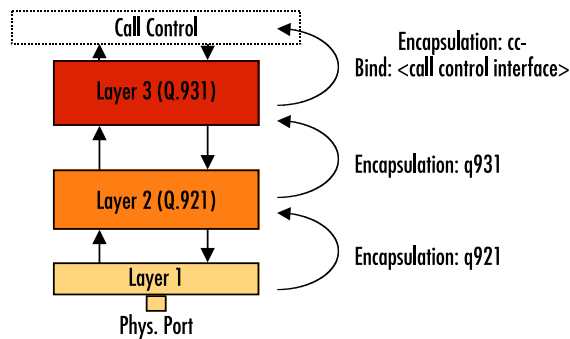 Call Control
Encapsulation: cc-
Bind: <call control interface>
Layer 3 (Q.931)
Encapsulation: q931
Layer 2 (Q.921)
Encapsulation: q921
Layer 1
Phys. Port